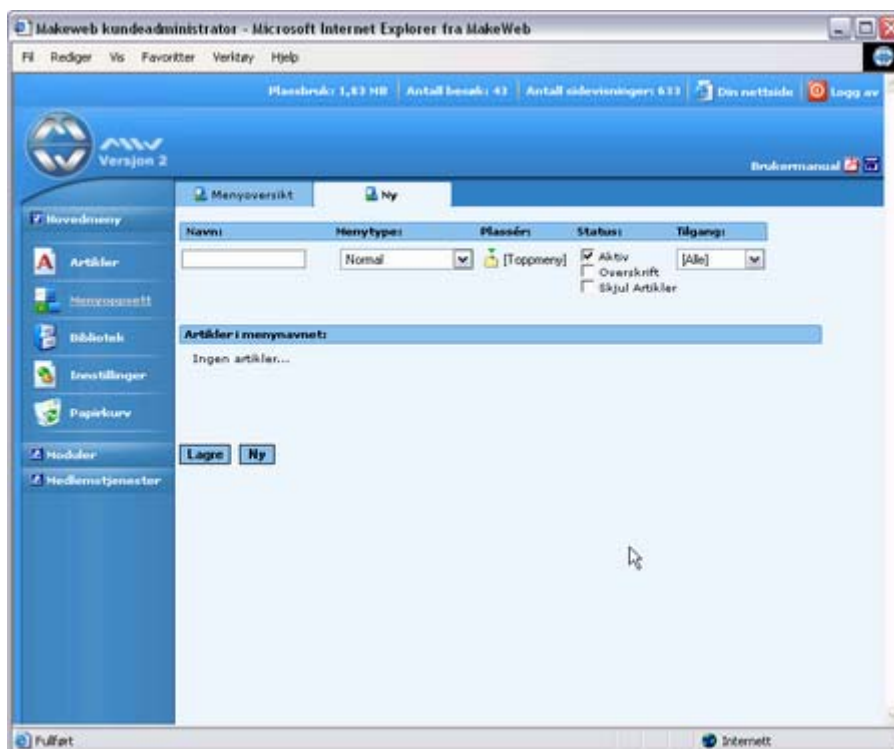 Makeweb kundeadministrator - Microsoft Internet Explorer fra MakeWeb
Fil Rediger Vis Favoritter Verktøy Hjelp
Plassbruk: 1,83 MB Antall besøk: 43 Antall sidevisninger: 633 Din nettside Logg av
Versjon 2
Brukermanual
Menyoversikt Ny
Hovedmeny
Navn: Menytype: Plassér: Status: Tilgang:
Artikler
Normal [Toppmeny] Aktiv [Alle]
Overskrift
Skjul Artikler
Menyoppsett
Bibliotek
Artikler i menynavnet:
Ingen artikler...
Innstillinger
Papirkurv
Moduler
Lagre Ny
Medlemstjenester
Fullført Internett